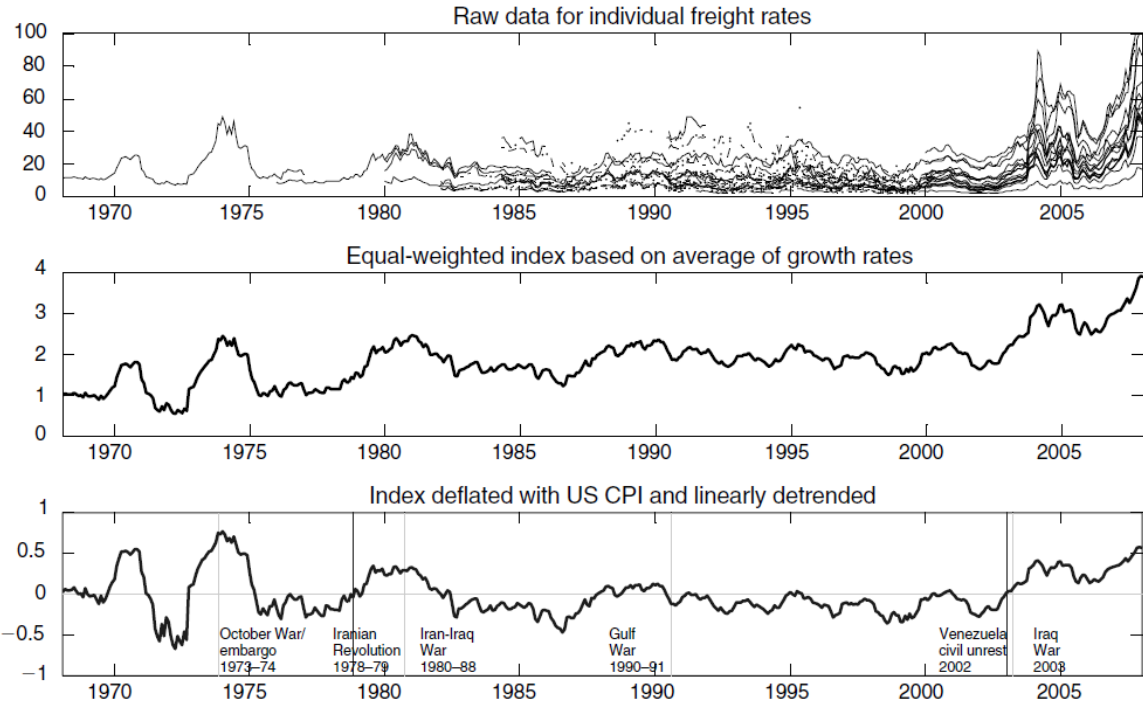 Raw data for individual freight rates
100
80
60
40
20
0
1970 1975 1980 1985 1990 1995 2000 2005
Equal-weighted index based on average of growth rates
4
3
2
1
0
1970 1975 1980 1985 1990 1995 2000 2005
Index deflated with US CPI and linearly detrended
1
0.5
0
−0.5
−1
October War/
embargo
1973–74
Iranian
Revolution
1978–79
Iran-Iraq
War
1980–88
Gulf
War
1990–91
Venezuela
civil unrest
2002
Iraq
War
2003
1970 1975 1980 1985 1990 1995 2000 2005